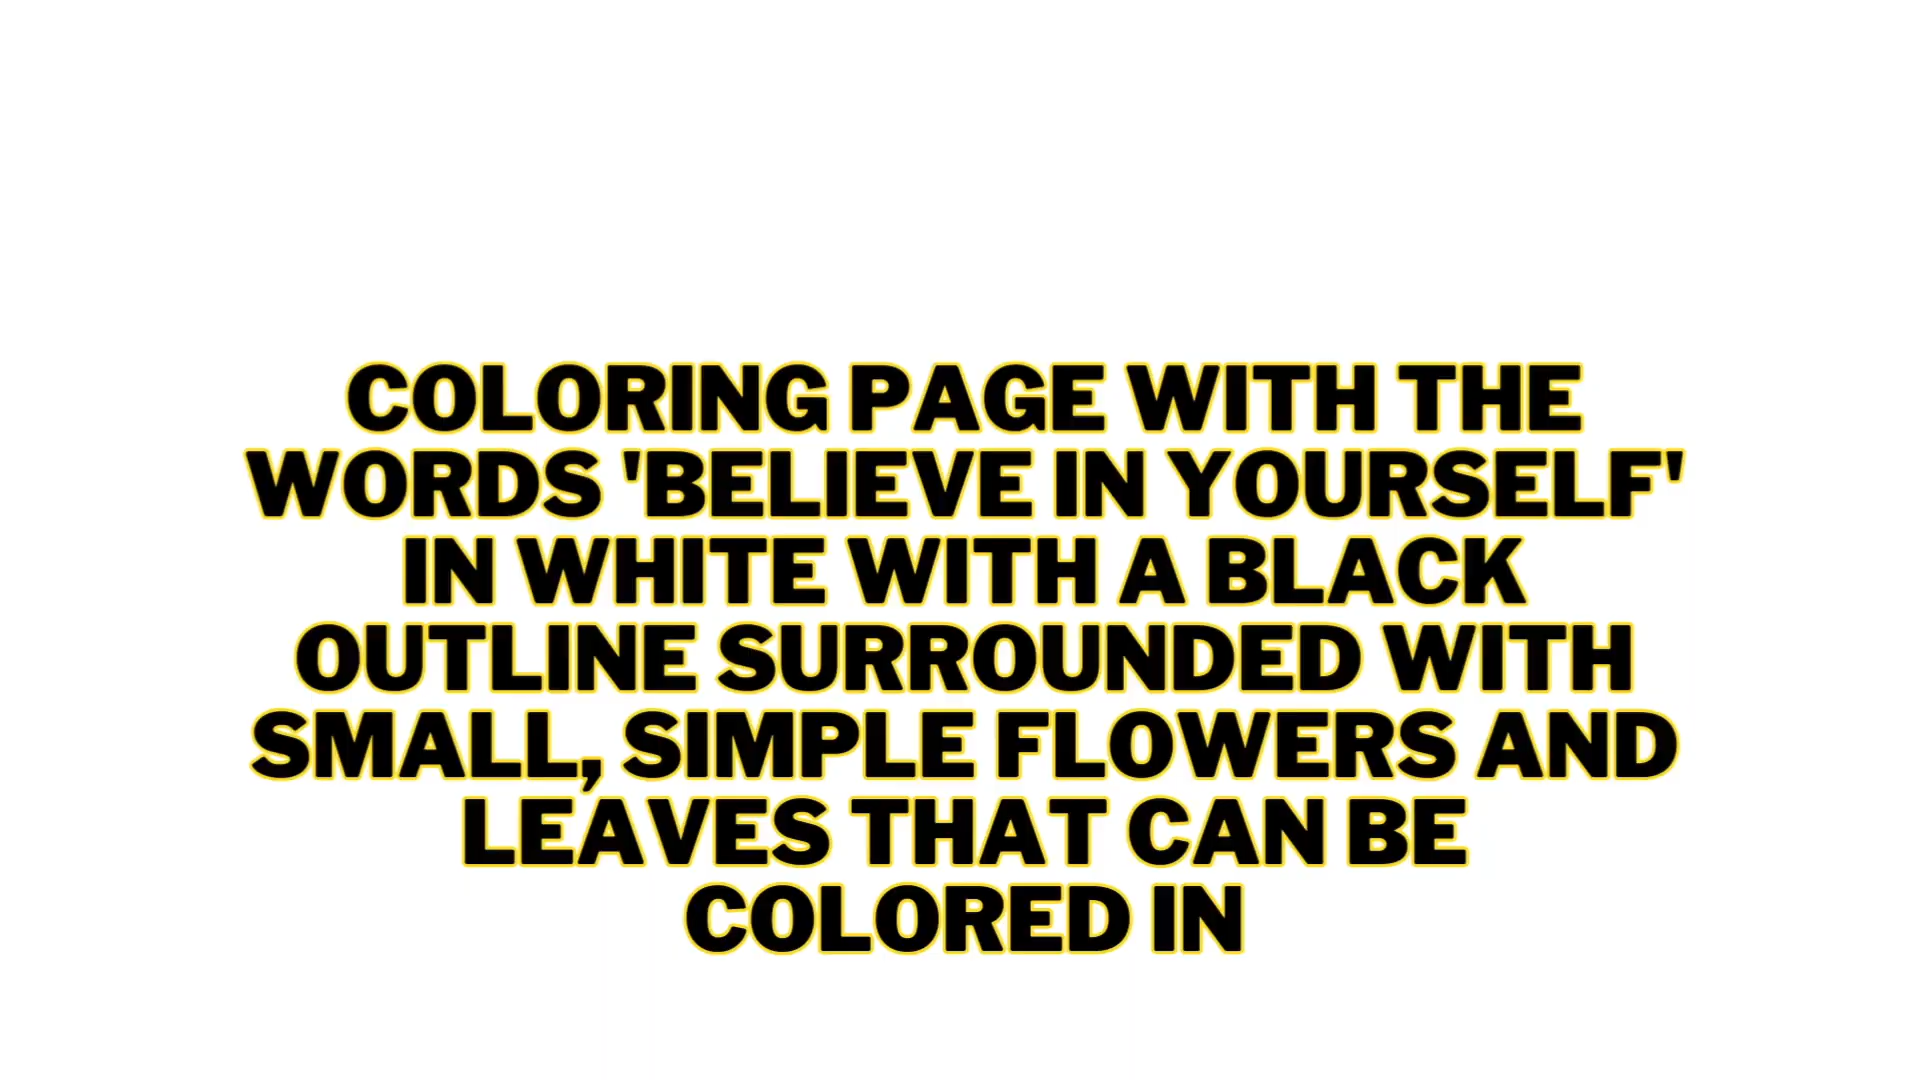 COLORING PAGE WITH THE
WORDS 'BELIEVE IN YOURSELF'
IN WHITE WITH A BLACK
OUTLINE SURROUNDED WITH
SMALL, SIMPLE FLOWERS AND
LEAVES THAT CAN BE
COLORED IN